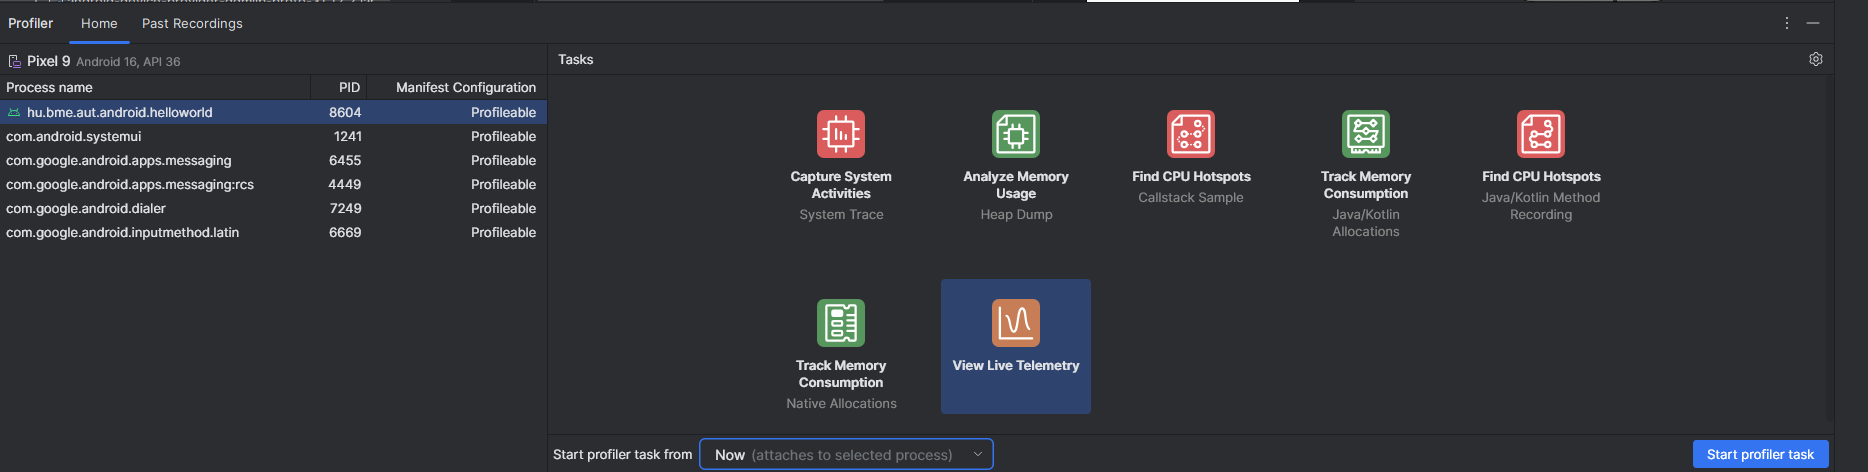 Profiler Home Past Recordings
Pixel 9 Android 16, API 36
Process name PID Manifest Configuration
hu.bme.aut.android.helloworld 8604 Profileable
com.android.systemui 1241 Profileable
com.google.android.apps.messaging 6455 Profileable
com.google.android.apps.messaging:rcs 4449 Profileable
com.google.android.dialer 7249 Profileable
com.google.android.inputmethod.latin 6669 Profileable
Tasks
Capture System
Activities
System Trace
Analyze Memory
Usage
Heap Dump
Find CPU Hotspots
Callstack Sample
Track Memory
Consumption
Java/Kotlin
Allocations
Find CPU Hotspots
Java/Kotlin Method
Recording
Track Memory
Consumption
Native Allocations
View Live Telemetry
Start profiler task from Now (attaches to selected process) Start profiler task